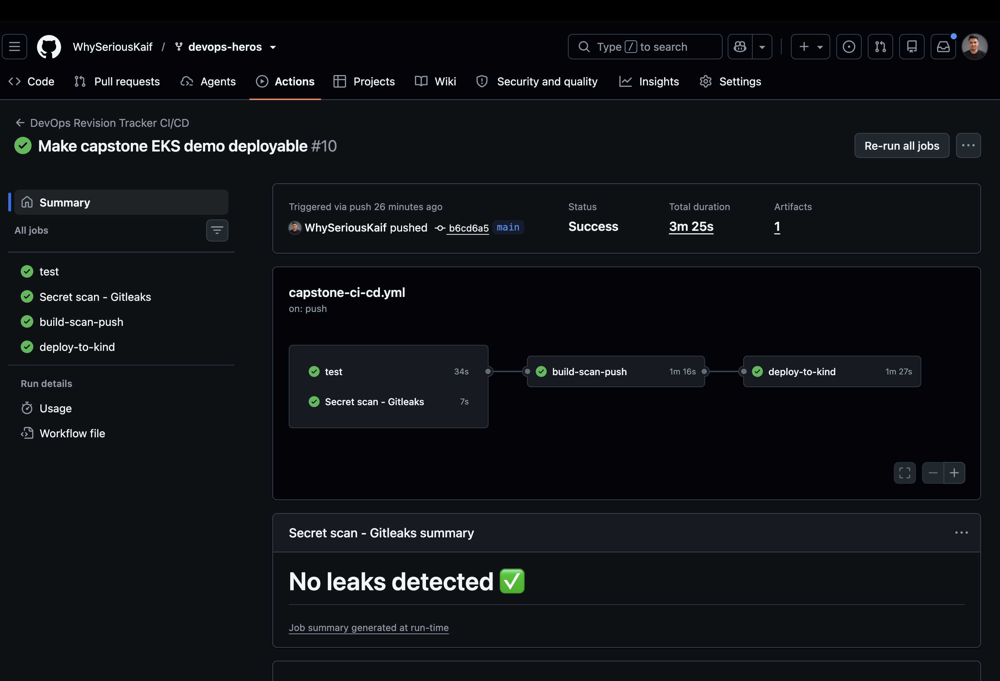 WhySeriousKaif / devops-heros
Type / to search
Code
Pull requests
Agents
Actions
Projects
Wiki
Security and quality
Insights
Settings
DevOps Revision Tracker CI/CD
Make capstone EKS demo deployable #10
Re-run all jobs
Summary
All jobs
test
Secret scan - Gitleaks
build-scan-push
deploy-to-kind
Run details
Usage
Workflow file
Triggered via push 26 minutes ago
WhySeriousKaif pushed b6cd6a5 main
Status
Success
Total duration
3m 25s
Artifacts
1
capstone-ci-cd.yml
on: push
test 34s
Secret scan - Gitleaks 7s
build-scan-push 1m 16s
deploy-to-kind 1m 27s
Secret scan - Gitleaks summary
No leaks detected ✅
Job summary generated at run-time